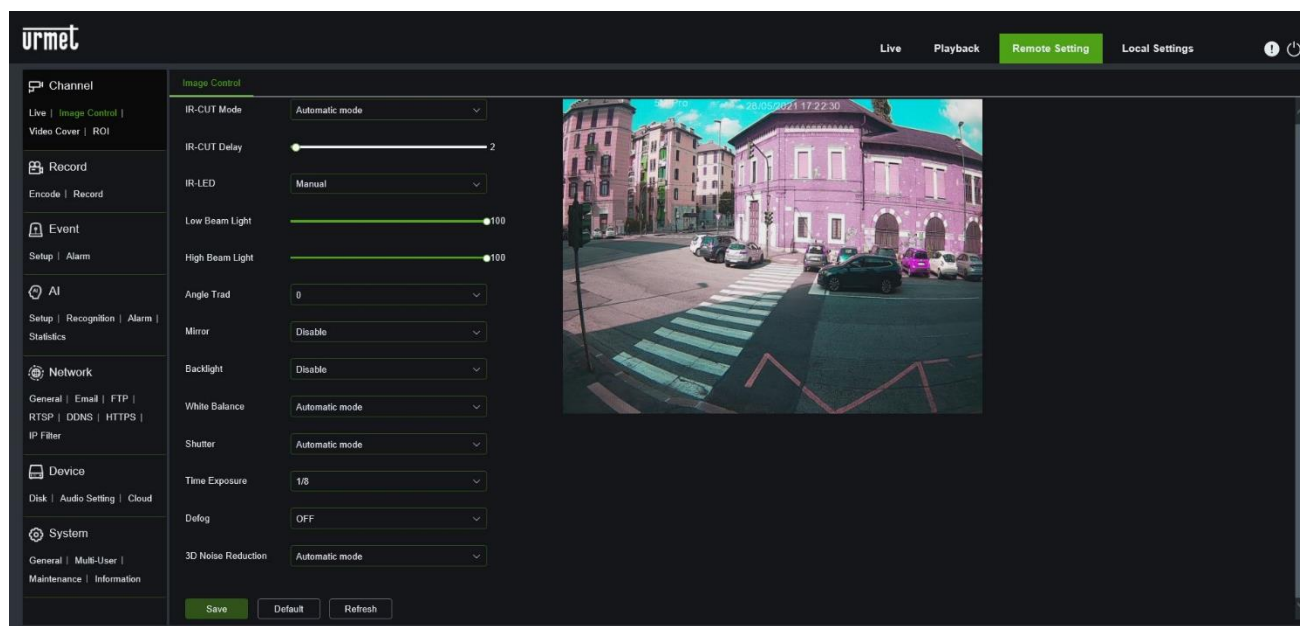 urmet
Live Playback Remote Setting Local Settings
Channel
Live | Image Control |
Video Cover | ROI
Record
Encode | Record
Event
Setup | Alarm
AI
Setup | Recognition | Alarm |
Statistics
Network
General | Email | FTP |
RTSP | DDNS | HTTPS |
IP Filter
Device
Disk | Audio Setting | Cloud
System
General | Multi-User |
Maintenance | Information
Image Control
IR-CUT Mode Automatic mode
IR-CUT Delay 2
IR-LED Manual
Low Beam Light 100
High Beam Light 100
Angle Trad 0
Mirror Disable
Backlight Disable
White Balance Automatic mode
Shutter Automatic mode
Time Exposure 1/8
Defog OFF
3D Noise Reduction Automatic mode
Save Default Refresh
28/05/2021 17:22:30